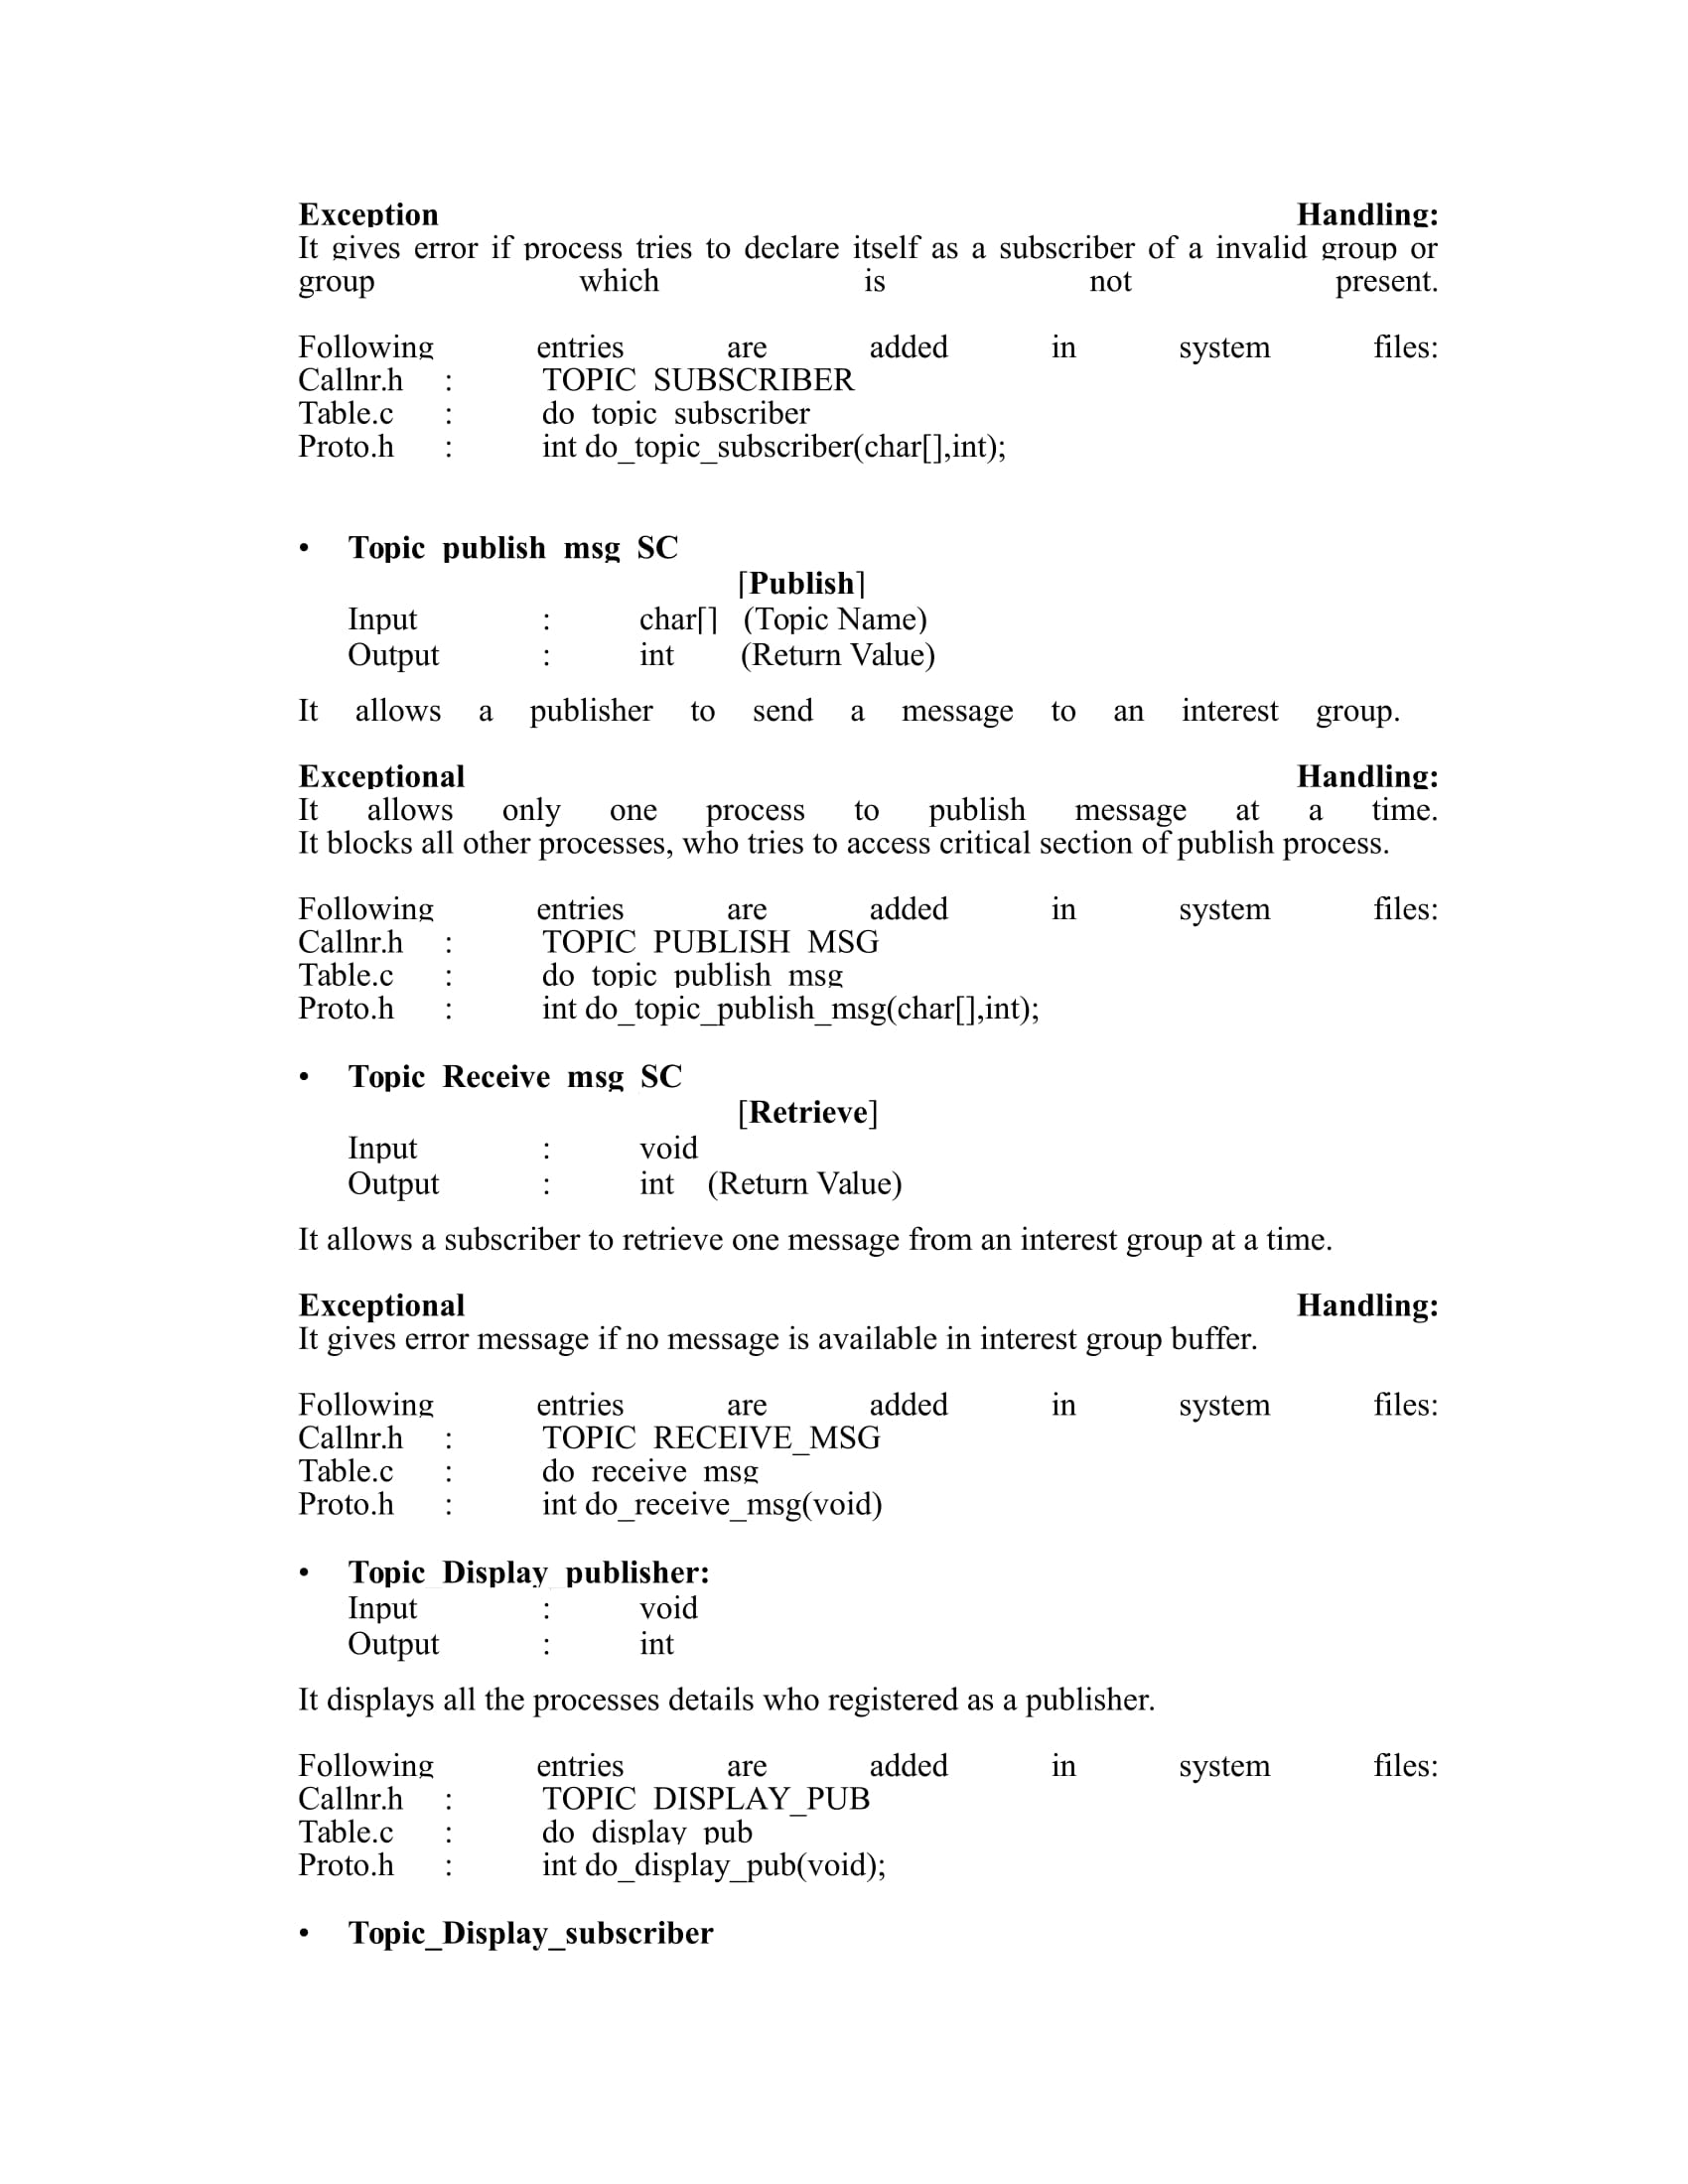 Exception Handling:
It gives error if process tries to declare itself as a subscriber of a invalid group or
group which is not present.
Following entries are added in system files:
Callnr.h : TOPIC_SUBSCRIBER
Table.c : do_topic_subscriber
Proto.h : int do_topic_subscriber(char[],int);
• Topic_publish_msg_SC
[Publish]
Input : char[] (Topic Name)
Output : int (Return Value)
It allows a publisher to send a message to an interest group.
Exceptional Handling:
It allows only one process to publish message at a time.
It blocks all other processes, who tries to access critical section of publish process.
Following entries are added in system files:
Callnr.h : TOPIC_PUBLISH_MSG
Table.c : do_topic_publish_msg
Proto.h : int do_topic_publish_msg(char[],int);
• Topic_Receive_msg_SC
[Retrieve]
Input : void
Output : int (Return Value)
It allows a subscriber to retrieve one message from an interest group at a time.
Exceptional Handling:
It gives error message if no message is available in interest group buffer.
Following entries are added in system files:
Callnr.h : TOPIC_RECEIVE_MSG
Table.c : do_receive_msg
Proto.h : int do_receive_msg(void)
• Topic_Display_publisher:
Input : void
Output : int
It displays all the processes details who registered as a publisher.
Following entries are added in system files:
Callnr.h : TOPIC_DISPLAY_PUB
Table.c : do_display_pub
Proto.h : int do_display_pub(void);
• Topic_Display_subscriber